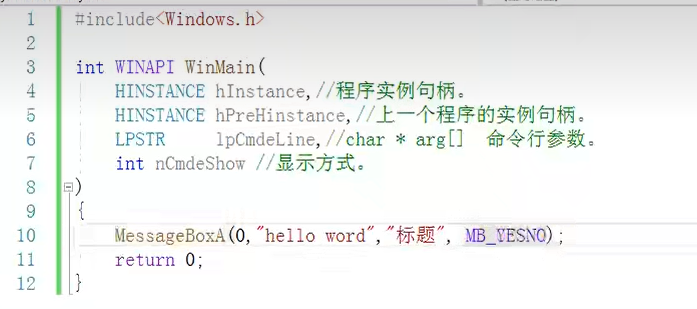 1 #include<Windows.h>
2
3 int WINAPI WinMain(
4 HINSTANCE hInstance,//程序实例句柄。
5 HINSTANCE hPreHinstance,//上一个程序的实例句柄。
6 LPSTR lpCmdeLine,//char * arg[] 命令行参数。
7 int nCmdeShow //显示方式。
8 )
9 {
10 MessageBoxA(0,"hello word","标题", MB_YESNO);
11 return 0;
12 }